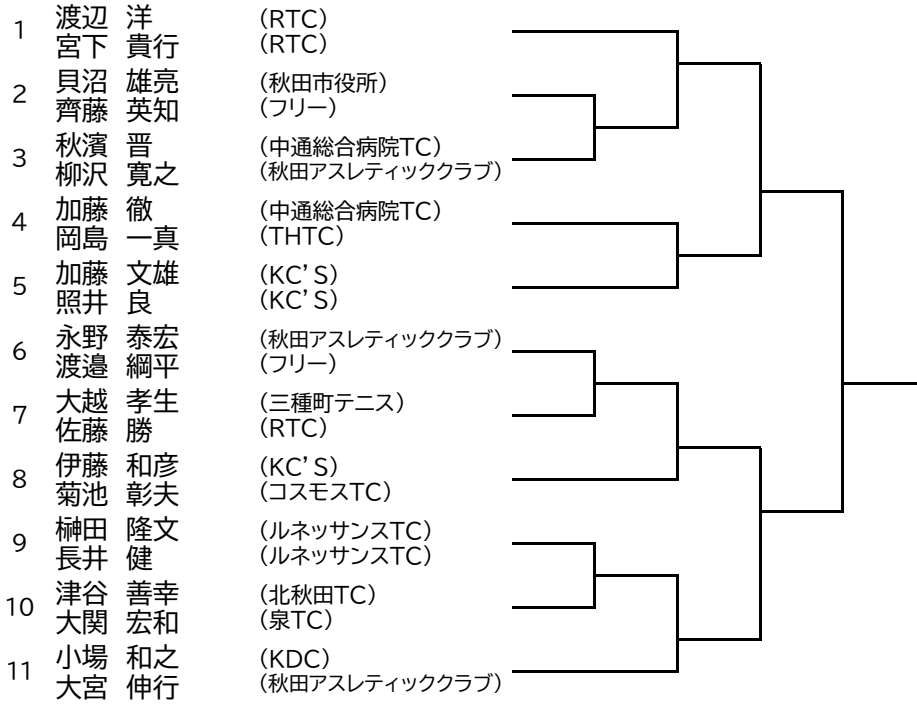 1 渡辺 洋 (RTC)
宮下 貴行 (RTC)
2 貝沼 雄亮 (秋田市役所)
齊藤 英知 (フリー)
3 秋濱 晋 (中通総合病院TC)
柳沢 寛之 (秋田アスレティッククラブ)
4 加藤 徹 (中通総合病院TC)
岡島 一真 (THTC)
5 加藤 文雄 (KC’S)
照井 良 (KC’S)
6 永野 泰宏 (秋田アスレティッククラブ)
渡邉 綱平 (フリー)
7 大越 孝生 (三種町テニス)
佐藤 勝 (RTC)
8 伊藤 和彦 (KC’S)
菊池 彰夫 (コスモスTC)
9 榊田 隆文 (ルネッサンスTC)
長井 健 (ルネッサンスTC)
10 津谷 善幸 (北秋田TC)
大関 宏和 (泉TC)
11 小場 和之 (KDC)
大宮 伸行 (秋田アスレティッククラブ)